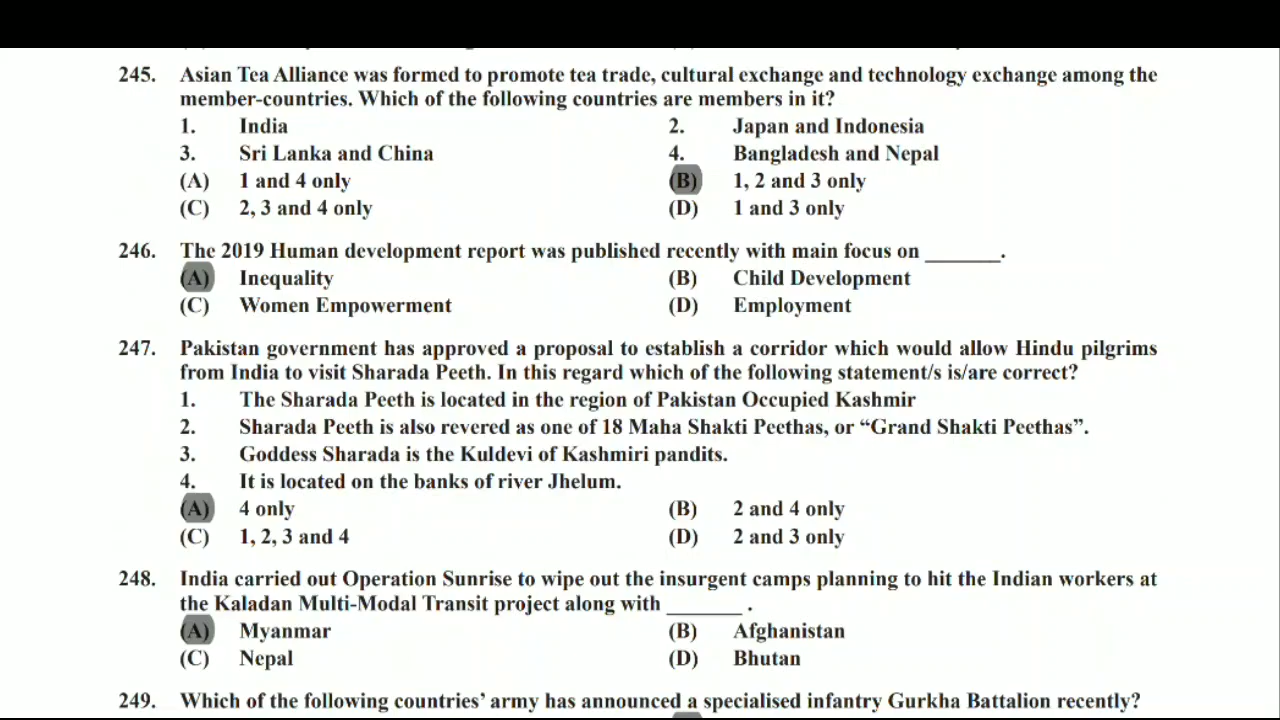 245. Asian Tea Alliance was formed to promote tea trade, cultural exchange and technology exchange among the
member-countries. Which of the following countries are members in it?
1. India 2. Japan and Indonesia
3. Sri Lanka and China 4. Bangladesh and Nepal
(A) 1 and 4 only (B) 1, 2 and 3 only
(C) 2, 3 and 4 only (D) 1 and 3 only
246. The 2019 Human development report was published recently with main focus on _______.
(A) Inequality (B) Child Development
(C) Women Empowerment (D) Employment
247. Pakistan government has approved a proposal to establish a corridor which would allow Hindu pilgrims
from India to visit Sharada Peeth. In this regard which of the following statement/s is/are correct?
1. The Sharada Peeth is located in the region of Pakistan Occupied Kashmir
2. Sharada Peeth is also revered as one of 18 Maha Shakti Peethas, or “Grand Shakti Peethas”.
3. Goddess Sharada is the Kuldevi of Kashmiri pandits.
4. It is located on the banks of river Jhelum.
(A) 4 only (B) 2 and 4 only
(C) 1, 2, 3 and 4 (D) 2 and 3 only
248. India carried out Operation Sunrise to wipe out the insurgent camps planning to hit the Indian workers at
the Kaladan Multi-Modal Transit project along with _______ .
(A) Myanmar (B) Afghanistan
(C) Nepal (D) Bhutan
249. Which of the following countries’ army has announced a specialised infantry Gurkha Battalion recently?